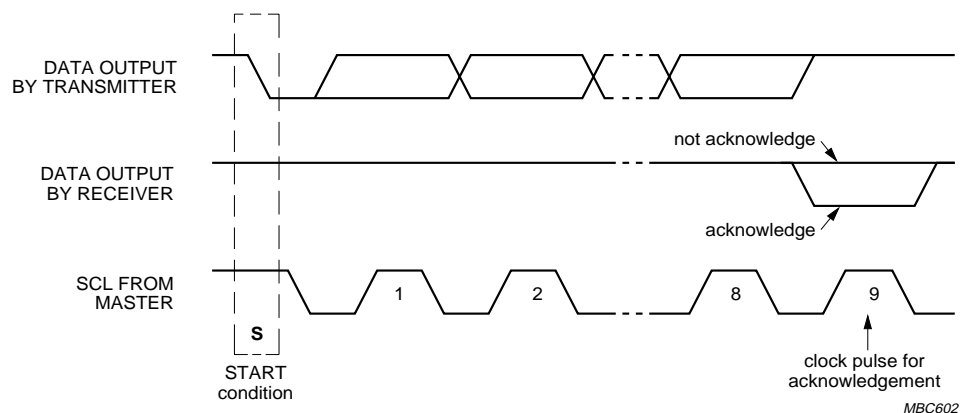 DATA OUTPUT
BY TRANSMITTER
not acknowledge
DATA OUTPUT
BY RECEIVER
acknowledge
SCL FROM
MASTER
1
2
8
9
S
START
condition
clock pulse for
acknowledgement
MBC602